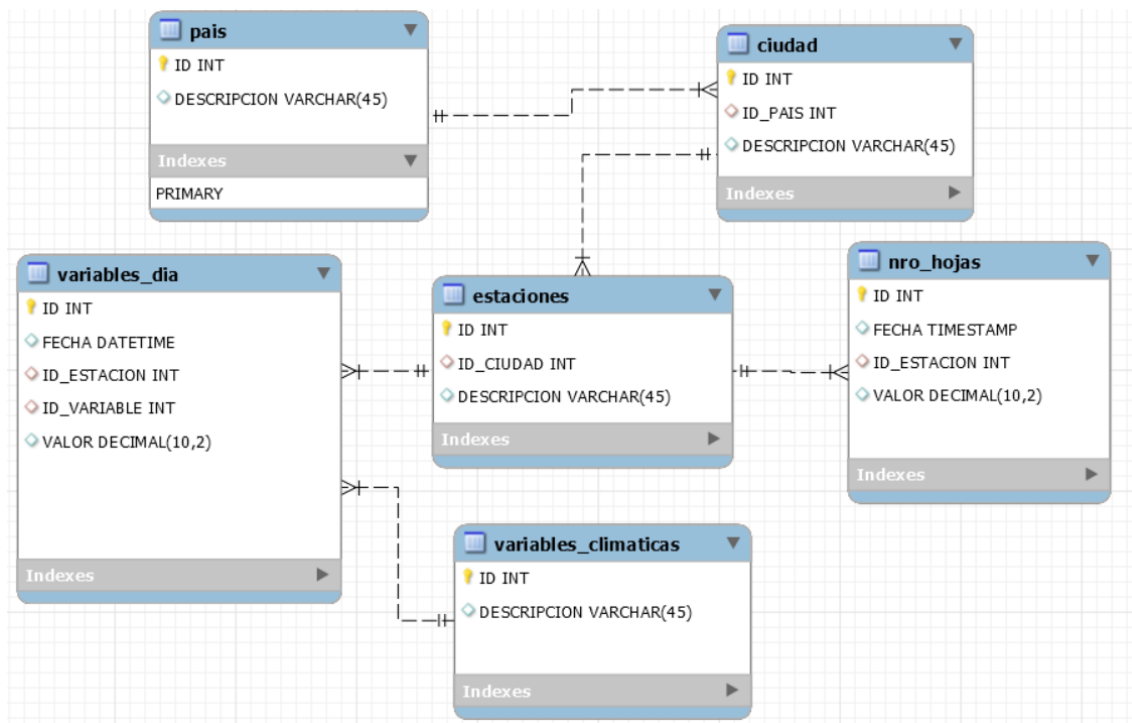 pais
ID INT
DESCRIPCION VARCHAR(45)
Indexes
PRIMARY
ciudad
ID INT
ID_PAIS INT
DESCRIPCION VARCHAR(45)
Indexes
variables_dia
ID INT
FECHA DATETIME
ID_ESTACION INT
ID_VARIABLE INT
VALOR DECIMAL(10,2)
Indexes
estaciones
ID INT
ID_CIUDAD INT
DESCRIPCION VARCHAR(45)
Indexes
nro_hojas
ID INT
FECHA TIMESTAMP
ID_ESTACION INT
VALOR DECIMAL(10,2)
Indexes
variables_climaticas
ID INT
DESCRIPCION VARCHAR(45)
Indexes